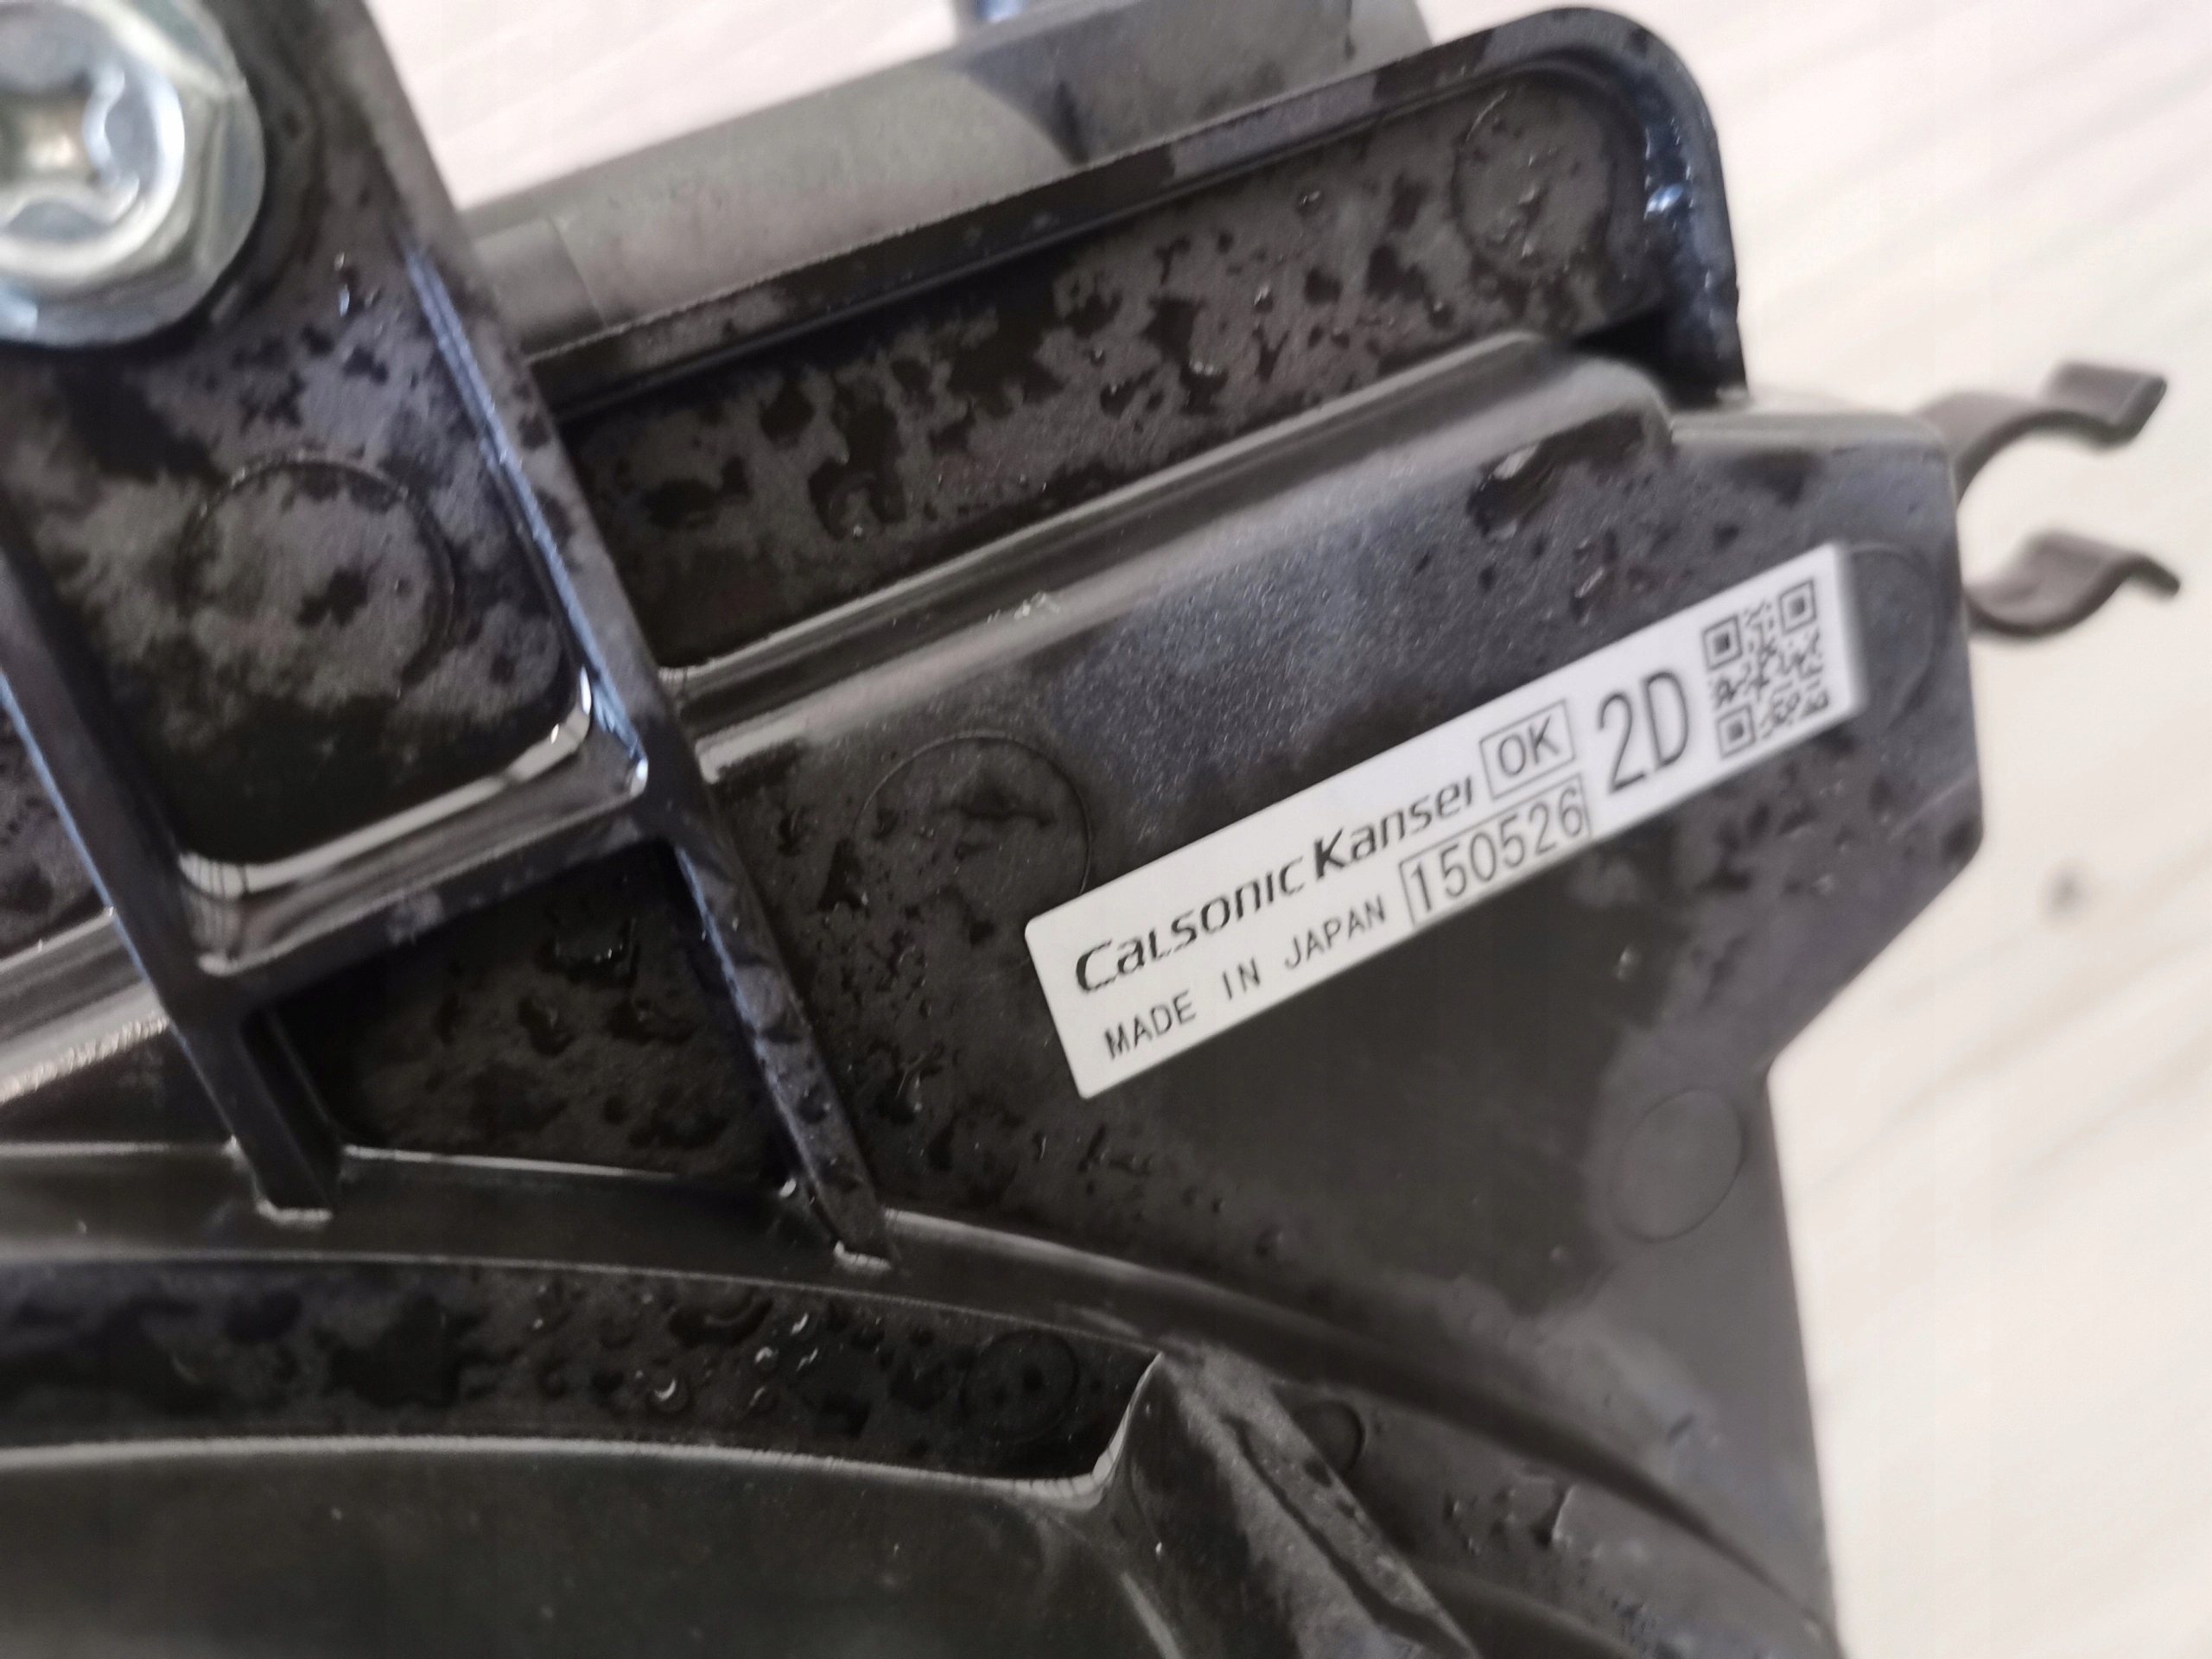 Calsonic Kansei OK 2D
MADE IN JAPAN 150526